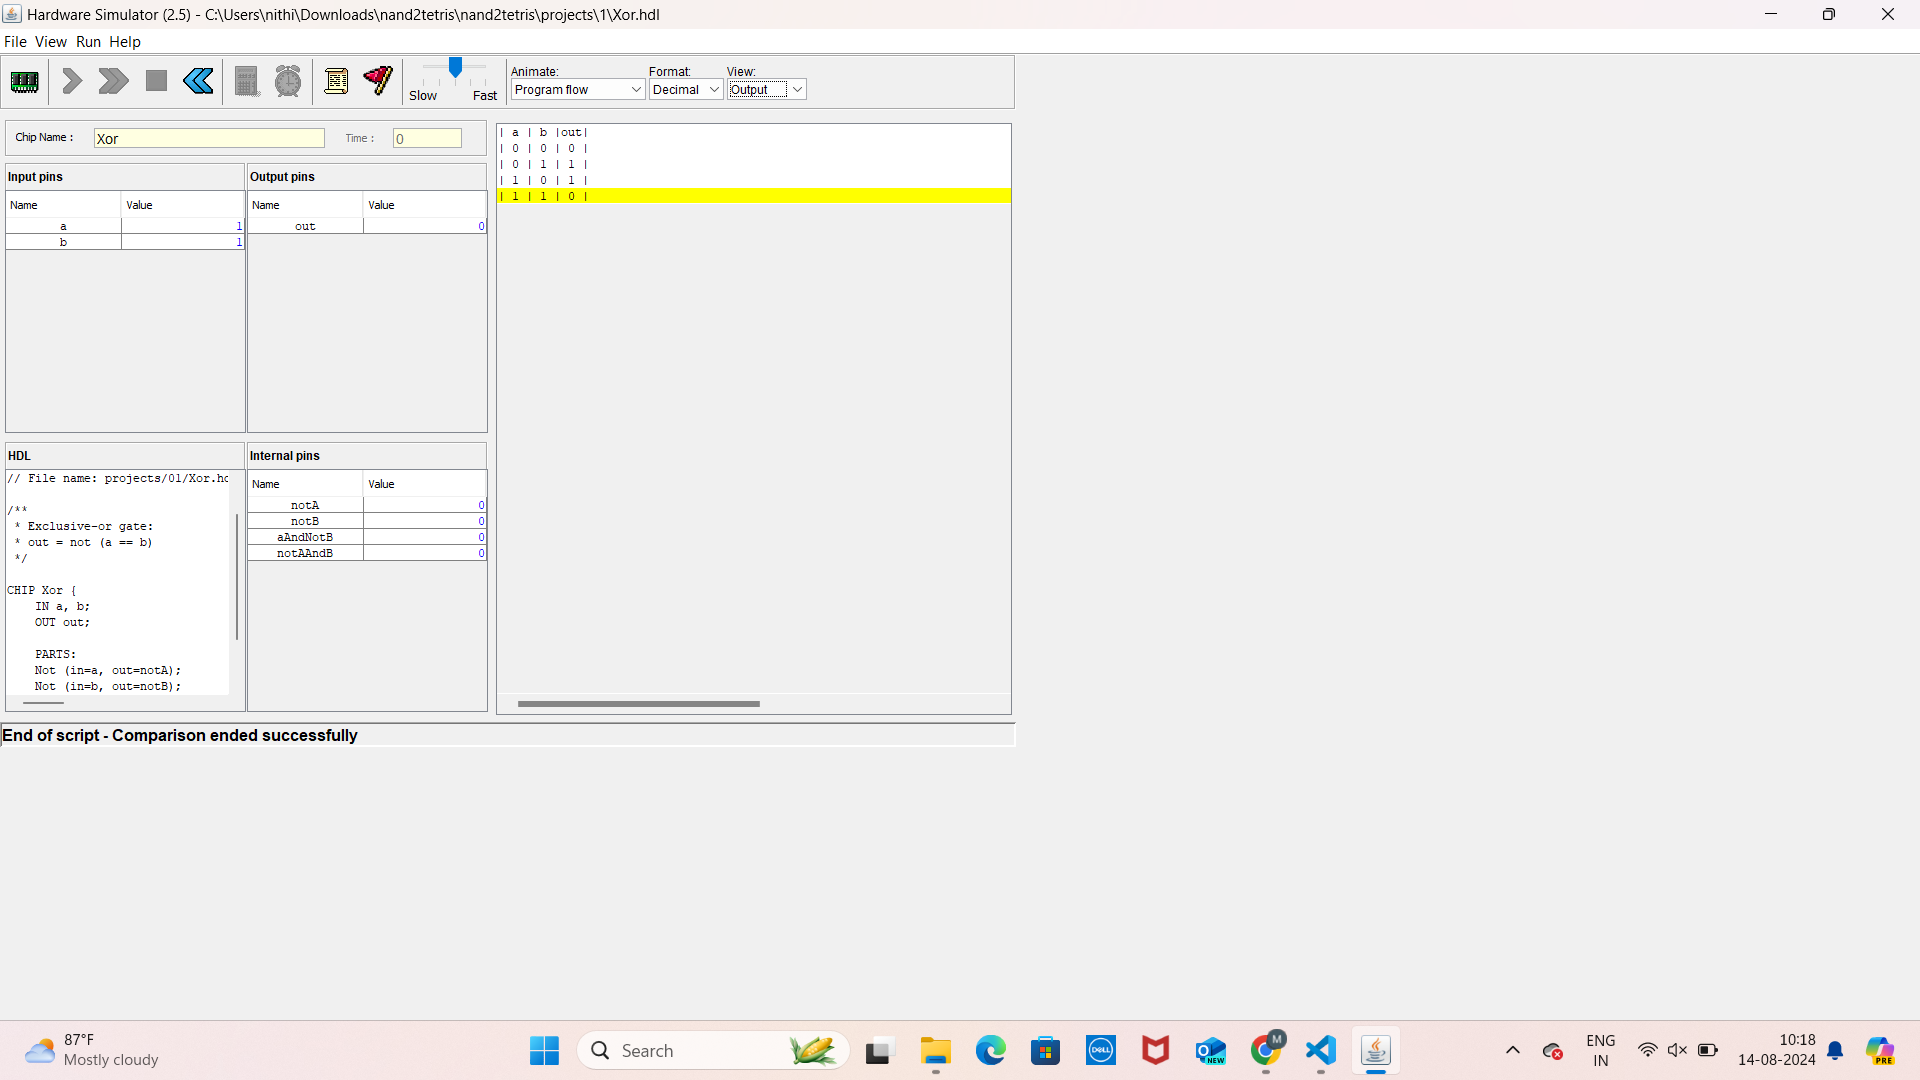 Hardware Simulator (2.5) - C:\Users\nithi\Downloads\nand2tetris\nand2tetris\projects\1\Xor.hdl
File View Run Help
Slow Fast
Animate: Format: View:
Program flow Decimal Output
Chip Name : Xor Time : 0
Input pins
Name Value
a 1
b 1
Output pins
Name Value
out 0
| a | b |out|
| 0 | 0 | 0 |
| 0 | 1 | 1 |
| 1 | 0 | 1 |
| 1 | 1 | 0 |
HDL
// File name: projects/01/Xor.hd
/**
* Exclusive-or gate:
* out = not (a == b)
*/
CHIP Xor {
IN a, b;
OUT out;
PARTS:
Not (in=a, out=notA);
Not (in=b, out=notB);
Internal pins
Name Value
notA 0
notB 0
aAndNotB 0
notAAndB 0
End of script - Comparison ended successfully
87°F
Mostly cloudy
Search
DELL
NEW
M
ENG
IN
10:18
14-08-2024
PRE